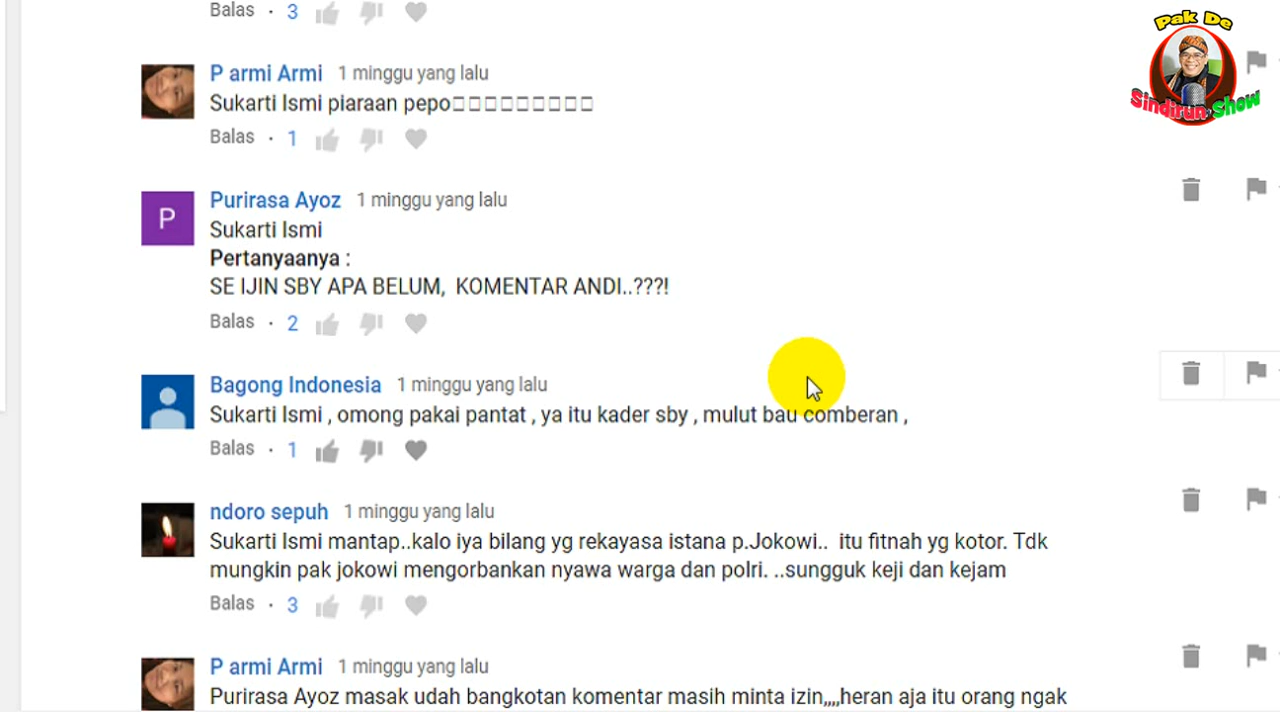 Balas · 3
Pak De
Sindirun Show
P armi Armi 1 minggu yang lalu
Sukarti Ismi piaraan pepo
Balas · 1
P
Purirasa Ayoz 1 minggu yang lalu
Sukarti Ismi
Pertanyaanya :
SE IJIN SBY APA BELUM, KOMENTAR ANDI..???!
Balas · 2
Bagong Indonesia 1 minggu yang lalu
Sukarti Ismi , omong pakai pantat , ya itu kader sby , mulut bau comberan ,
Balas · 1
ndoro sepuh 1 minggu yang lalu
Sukarti Ismi mantap..kalo iya bilang yg rekayasa istana p.Jokowi.. itu fitnah yg kotor. Tdk
mungkin pak jokowi mengorbankan nyawa warga dan polri. ..sungguk keji dan kejam
Balas · 3
P armi Armi 1 minggu yang lalu
Purirasa Ayoz masak udah bangkotan komentar masih minta izin,,,,heran aja itu orang ngak